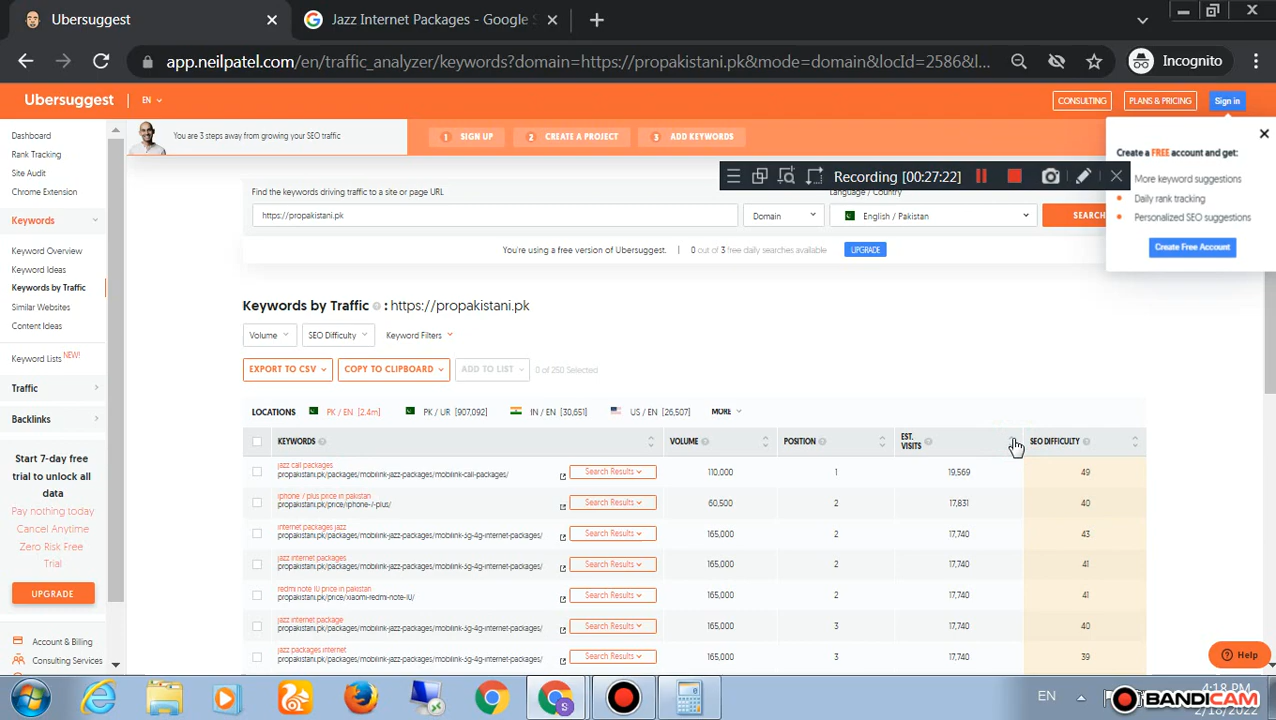 Ubersuggest
Jazz Internet Packages - Google S
app.neilpatel.com/en/traffic_analyzer/keywords?domain=https://propakistani.pk&mode=domain&locId=2586&l...
Incognito
Ubersuggest
EN
CONSULTING
PLANS & PRICING
Sign in
You are 3 steps away from growing your SEO traffic
1 SIGN UP
2 CREATE A PROJECT
3 ADD KEYWORDS
Create a FREE account and get:
More keyword suggestions
Daily rank tracking
Personalized SEO suggestions
Create Free Account
Recording [00:27:22]
Dashboard
Rank Tracking
Site Audit
Chrome Extension
Keywords
Keyword Overview
Keyword Ideas
Keywords by Traffic
Similar Websites
Content Ideas
Keyword Lists NEW!
Traffic
Backlinks
Start 7-day free
trial to unlock all
data
Pay nothing today
Cancel Anytime
Zero Risk Free
Trial
UPGRADE
Account & Billing
Consulting Services
Find the keywords driving traffic to a site or page URL
Language / Country
https://propakistani.pk
Domain
English / Pakistan
SEARCH
You're using a free version of Ubersuggest.
0 out of 3 free daily searches available
UPGRADE
Keywords by Traffic : https://propakistani.pk
Volume
SEO Difficulty
Keyword Filters
EXPORT TO CSV
COPY TO CLIPBOARD
ADD TO LIST
0 of 250 Selected
LOCATIONS PK / EN [2.4m] PK / UR [907,092] IN / EN [30,651] US / EN [26,507] MORE
KEYWORDS VOLUME POSITION EST. VISITS SEO DIFFICULTY
jazz call packages
propakistani.pk/packages/mobilink-jazz-packages/mobilink-call-packages/
Search Results 110,000 1 19,569 49
iphone 7 plus price in pakistan
propakistani.pk/price/iphone-7-plus/
Search Results 60,500 2 17,831 40
internet packages jazz
propakistani.pk/packages/mobilink-jazz-packages/mobilink-3g-4g-internet-packages/
Search Results 165,000 2 17,740 43
jazz internet packages
propakistani.pk/packages/mobilink-jazz-packages/mobilink-3g-4g-internet-packages/
Search Results 165,000 2 17,740 41
redmi note 10 price in pakistan
propakistani.pk/price/xiaomi-redmi-note-10/
Search Results 165,000 2 17,740 41
jazz internet package
propakistani.pk/packages/mobilink-jazz-packages/mobilink-3g-4g-internet-packages/
Search Results 165,000 3 17,740 40
jazz packages internet
propakistani.pk/packages/mobilink-jazz-packages/mobilink-3g-4g-internet-packages/
Search Results 165,000 3 17,740 39
Help
EN
4:18 PM
2/18/2022
BANDICAM